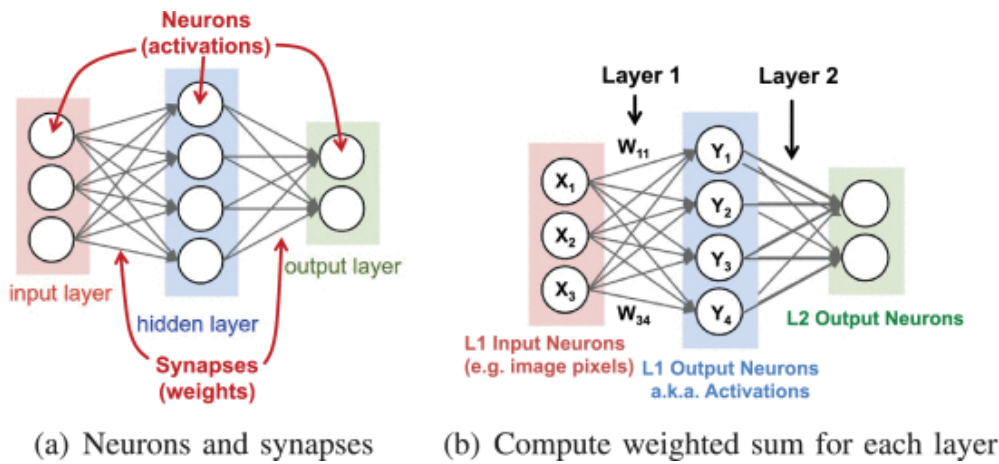 Neurons
(activations)
input layer
hidden layer
output layer
Synapses
(weights)
(a) Neurons and synapses
Layer 1
Layer 2
W11
X1
X2
X3
W34
Y1
Y2
Y3
Y4
L1 Input Neurons
(e.g. image pixels)
L1 Output Neurons
a.k.a. Activations
L2 Output Neurons
(b) Compute weighted sum for each layer